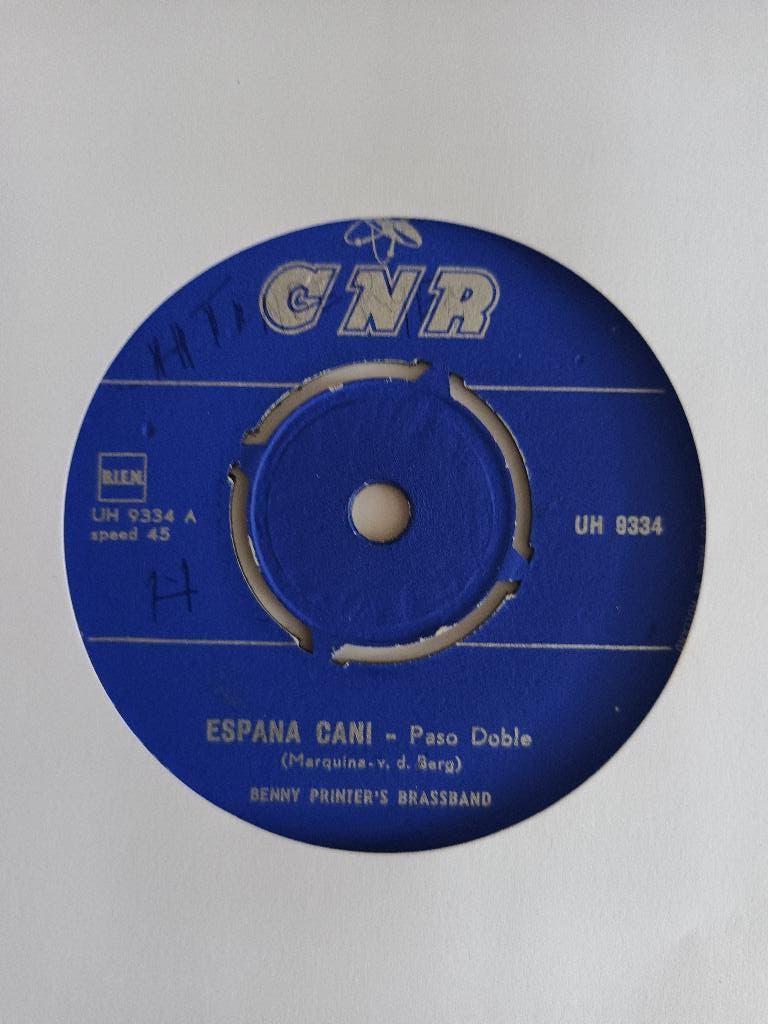 CNR
B.I.E.M.
UH 9334 A
speed 45
UH 9334
H
ESPANA CANI - Paso Doble
(Marquina-v. d. Berg)
BENNY PRINTER'S BRASSBAND